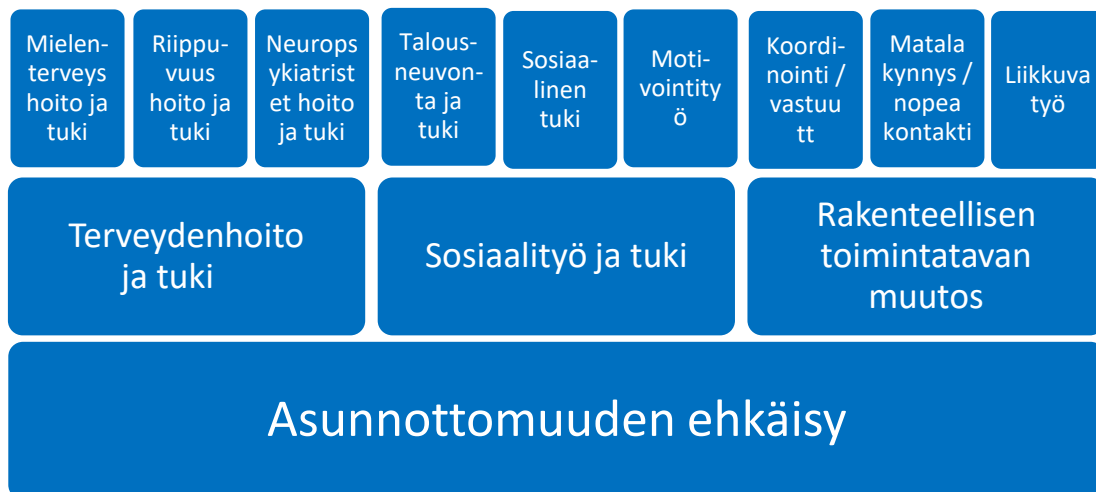 Mielen-
terveys
hoito ja
tuki
Riippu-
vuus
hoito ja
tuki
Neurops
ykiatrist
et hoito
ja tuki
Talous-
neuvon-
ta ja
tuki
Sosiaa-
linen
tuki
Moti-
vointity
ö
Koordi-
nointi /
vastuu
tt
Matala
kynnys /
nopea
kontakti
Liikkuva
työ
Terveydenhoito
ja tuki
Sosiaalityö ja tuki
Rakenteellisen
toimintatavan
muutos
Asunnottomuuden ehkäisy